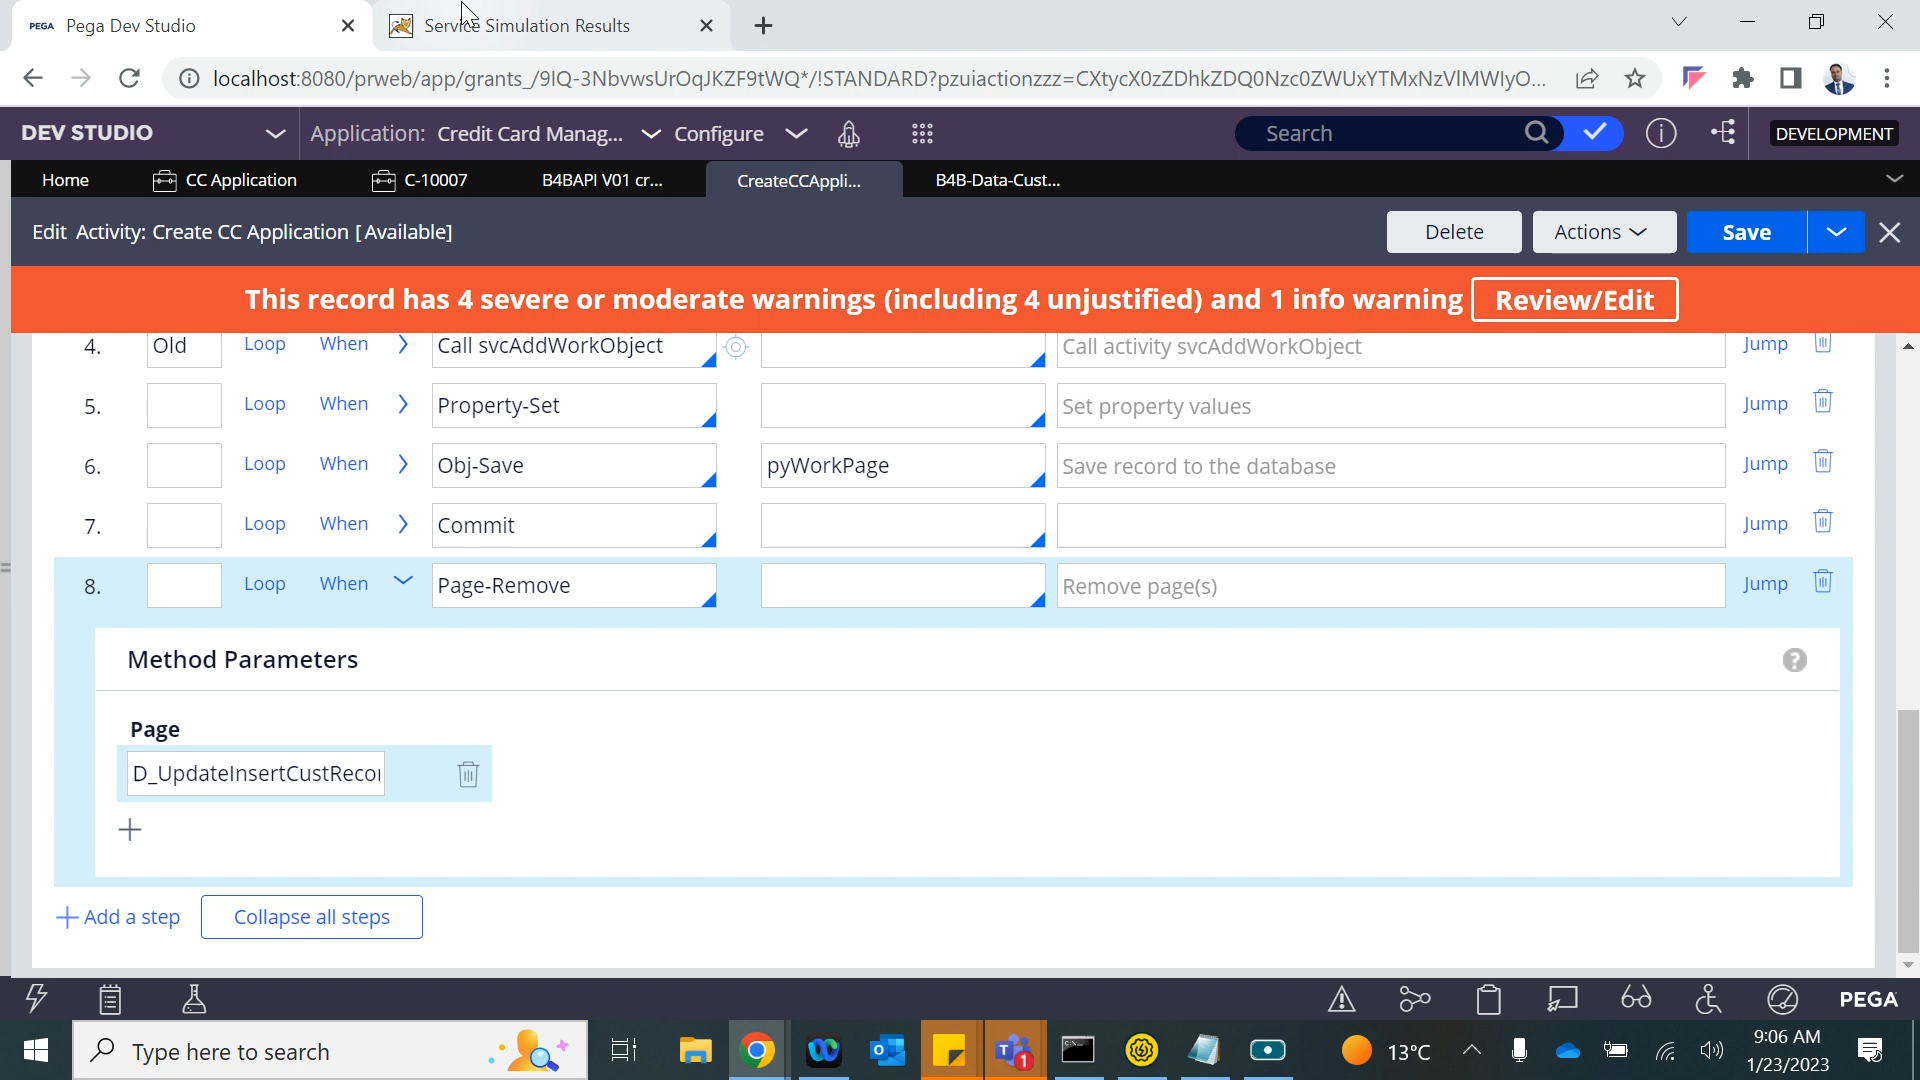 PEGA Pega Dev Studio
Service Simulation Results
localhost:8080/prweb/app/grants_/9IQ-3NbvwsUrOqJKZF9tWQ*/!STANDARD?pzuiactionzzz=CXtycX0zZDhkZDQ0Nzc0ZWUxYTMxNzVlMWIyO...
DEV STUDIO
Application: Credit Card Manag...
Configure
Search
DEVELOPMENT
Home
CC Application
C-10007
B4BAPI V01 cr...
CreateCCAppli...
B4B-Data-Cust...
Edit Activity: Create CC Application [Available]
Delete
Actions
Save
This record has 4 severe or moderate warnings (including 4 unjustified) and 1 info warning
Review/Edit
4. Old Loop When Call svcAddWorkObject Call activity svcAddWorkObject Jump
5. Loop When Property-Set Set property values Jump
6. Loop When Obj-Save pyWorkPage Save record to the database Jump
7. Loop When Commit Jump
8. Loop When Page-Remove Remove page(s) Jump
Method Parameters
?
Page
D_UpdateInsertCustRecor
Add a step
Collapse all steps
PEGA
Type here to search
1
13°C
9:06 AM
1/23/2023